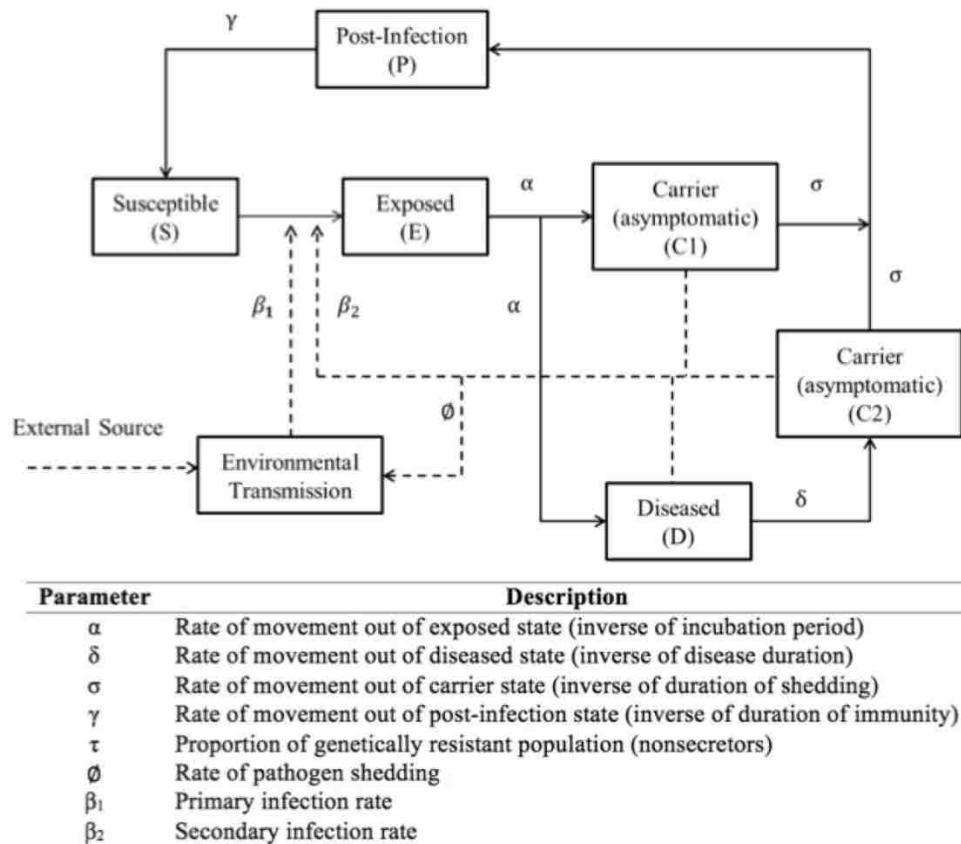 γ
Post-Infection
(P)
Susceptible
(S)
Exposed
(E)
α
Carrier
(asymptomatic)
(C1)
σ
β₁
β₂
α
σ
Carrier
(asymptomatic)
(C2)
External Source
Ø
Environmental
Transmission
Diseased
(D)
δ
Parameter Description
α Rate of movement out of exposed state (inverse of incubation period)
δ Rate of movement out of diseased state (inverse of disease duration)
σ Rate of movement out of carrier state (inverse of duration of shedding)
γ Rate of movement out of post-infection state (inverse of duration of immunity)
τ Proportion of genetically resistant population (nonsecretors)
Ø Rate of pathogen shedding
β₁ Primary infection rate
β₂ Secondary infection rate